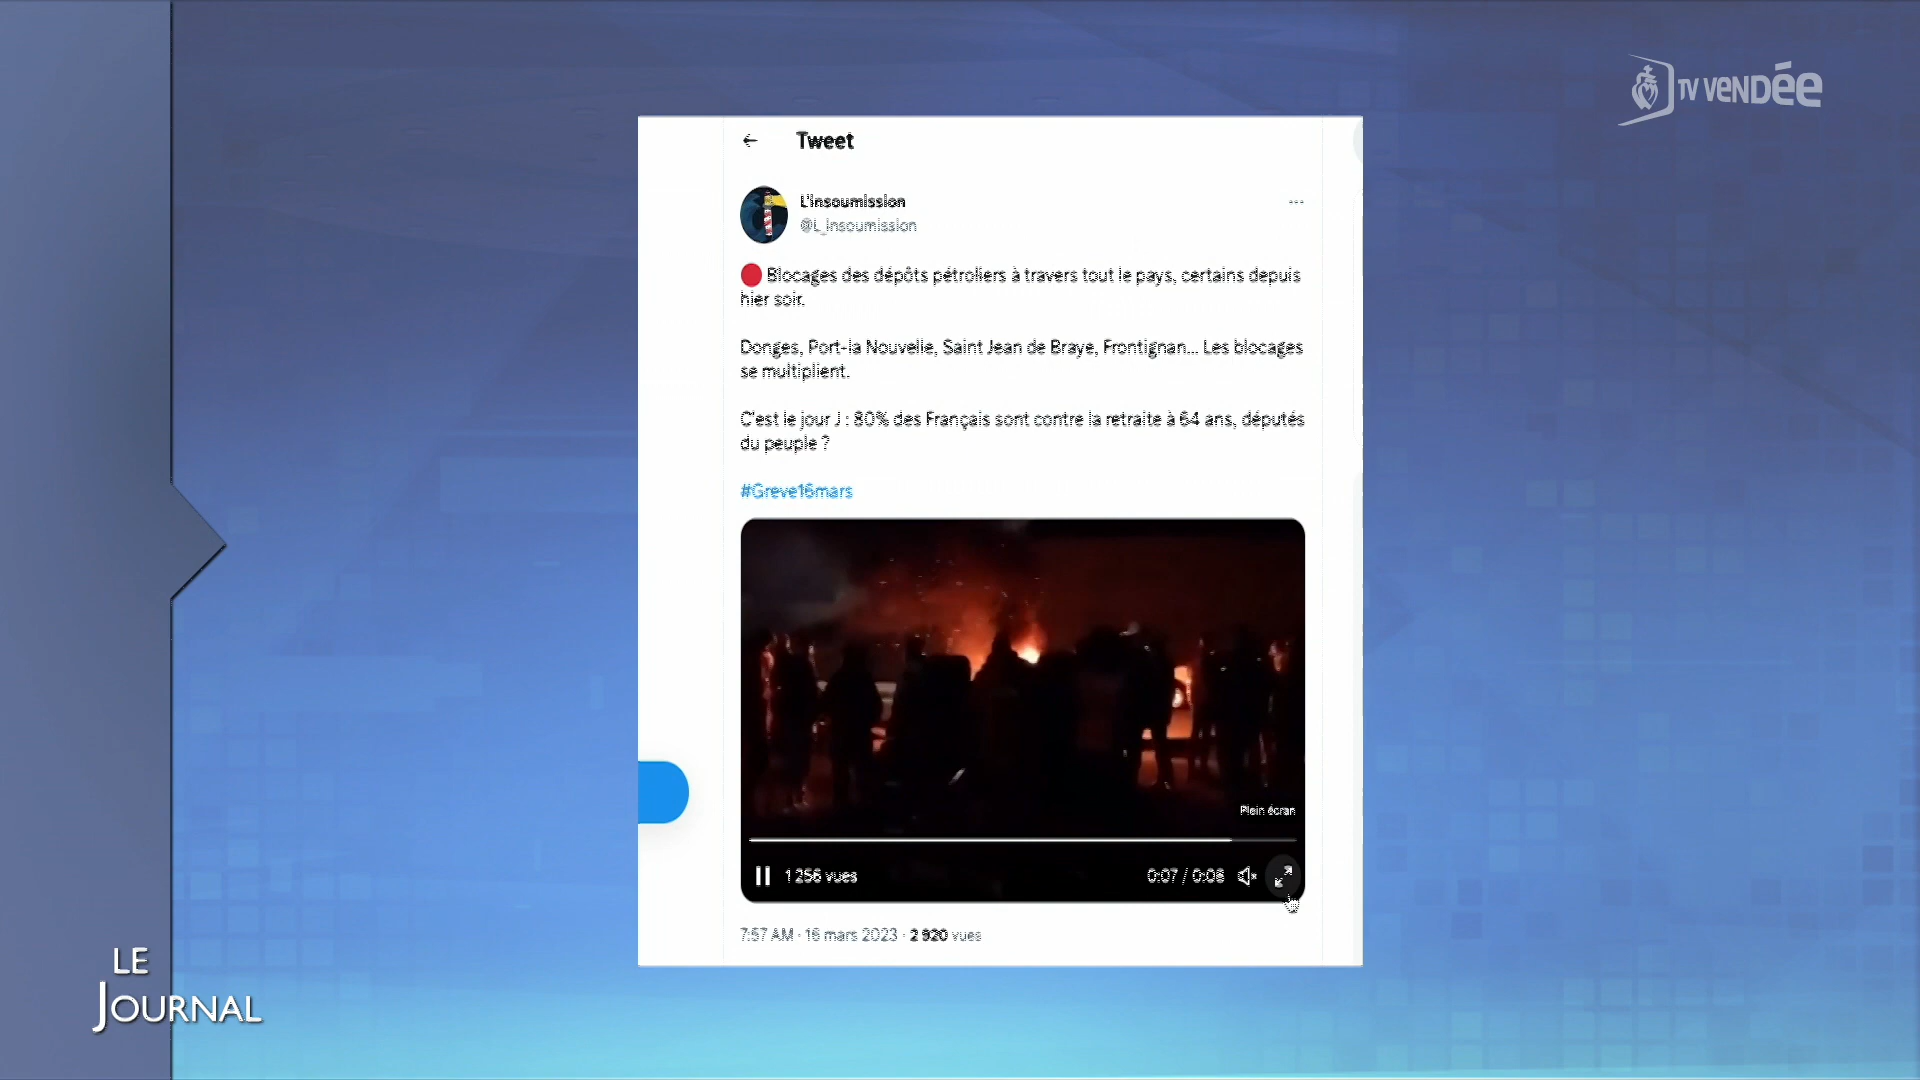 TV VENDÉE
Tweet
L'insoumission
@L_insoumission
Blocages des dépôts pétroliers à travers tout le pays, certains depuis
hier soir.
Donges, Port-la Nouvelle, Saint Jean de Braye, Frontignan... Les blocages
se multiplient.
C'est le jour J : 80% des Français sont contre la retraite à 64 ans, députés
du peuple ?
#Greve16mars
Plein écran
1 256 vues
0:07 / 0:08
7:57 AM · 16 mars 2023 · 2 920 vues
LE
JOURNAL